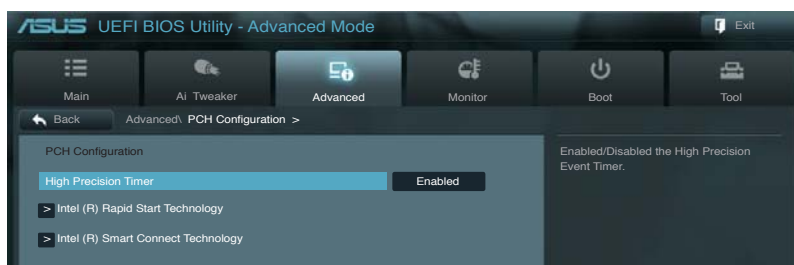 ASUS UEFI BIOS Utility - Advanced Mode Exit
Main Ai Tweaker Advanced Monitor Boot Tool
Back Advanced\ PCH Configuration >
PCH Configuration
High Precision Timer Enabled
> Intel (R) Rapid Start Technology
> Intel (R) Smart Connect Technology
Enabled/Disabled the High Precision
Event Timer.